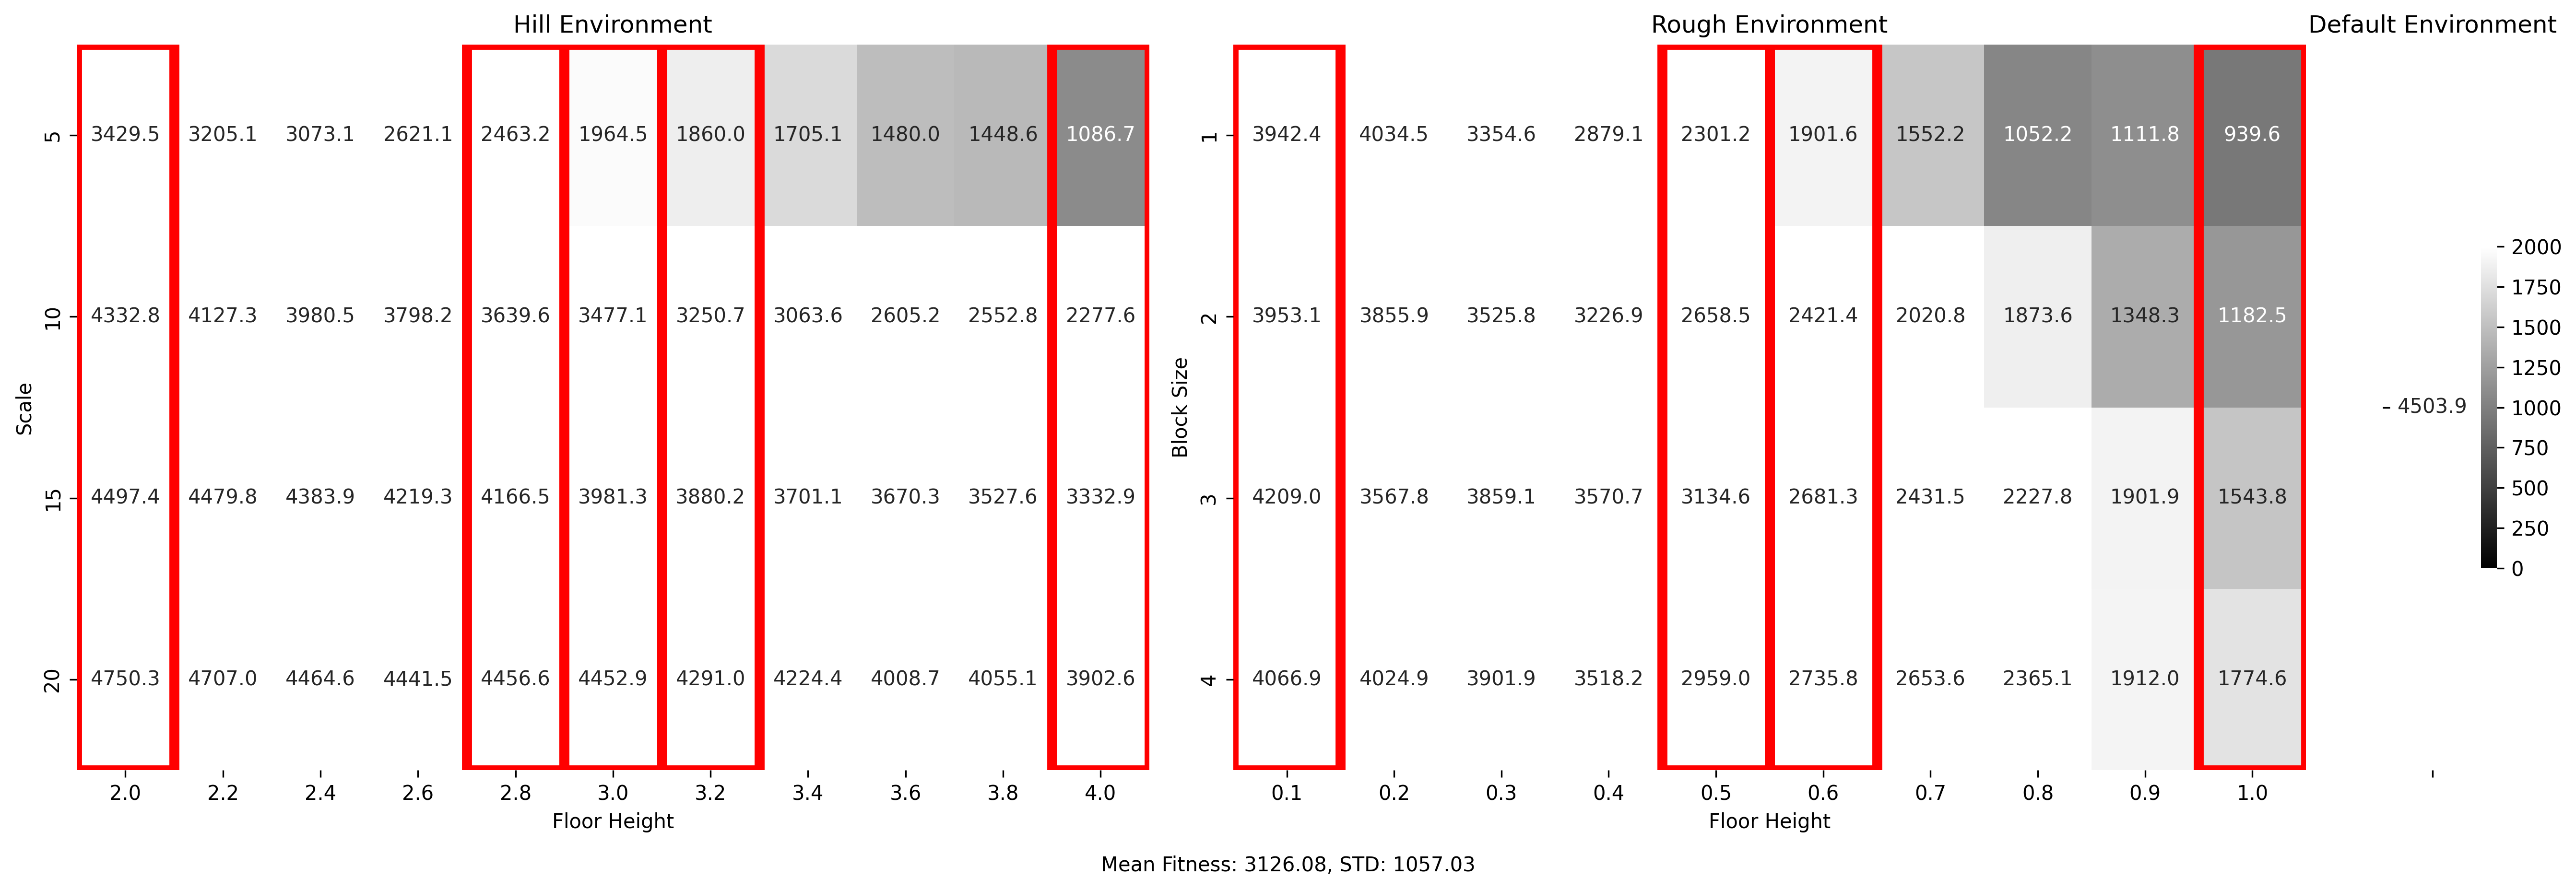 Hill Environment Rough Environment Default Environment
5 3429.5 3205.1 3073.1 2621.1 2463.2 1964.5 1860.0 1705.1 1480.0 1448.6 1086.7
10 4332.8 4127.3 3980.5 3798.2 3639.6 3477.1 3250.7 3063.6 2605.2 2552.8 2277.6
Scale
15 4497.4 4479.8 4383.9 4219.3 4166.5 3981.3 3880.2 3701.1 3670.3 3527.6 3332.9
20 4750.3 4707.0 4464.6 4441.5 4456.6 4452.9 4291.0 4224.4 4008.7 4055.1 3902.6
2.0 2.2 2.4 2.6 2.8 3.0 3.2 3.4 3.6 3.8 4.0
Floor Height
1 3942.4 4034.5 3354.6 2879.1 2301.2 1901.6 1552.2 1052.2 1111.8 939.6
2 3953.1 3855.9 3525.8 3226.9 2658.5 2421.4 2020.8 1873.6 1348.3 1182.5
Block Size
3 4209.0 3567.8 3859.1 3570.7 3134.6 2681.3 2431.5 2227.8 1901.9 1543.8
4 4066.9 4024.9 3901.9 3518.2 2959.0 2735.8 2653.6 2365.1 1912.0 1774.6
0.1 0.2 0.3 0.4 0.5 0.6 0.7 0.8 0.9 1.0
Floor Height
4503.9
2000
1750
1500
1250
1000
750
500
250
0
Mean Fitness: 3126.08, STD: 1057.03